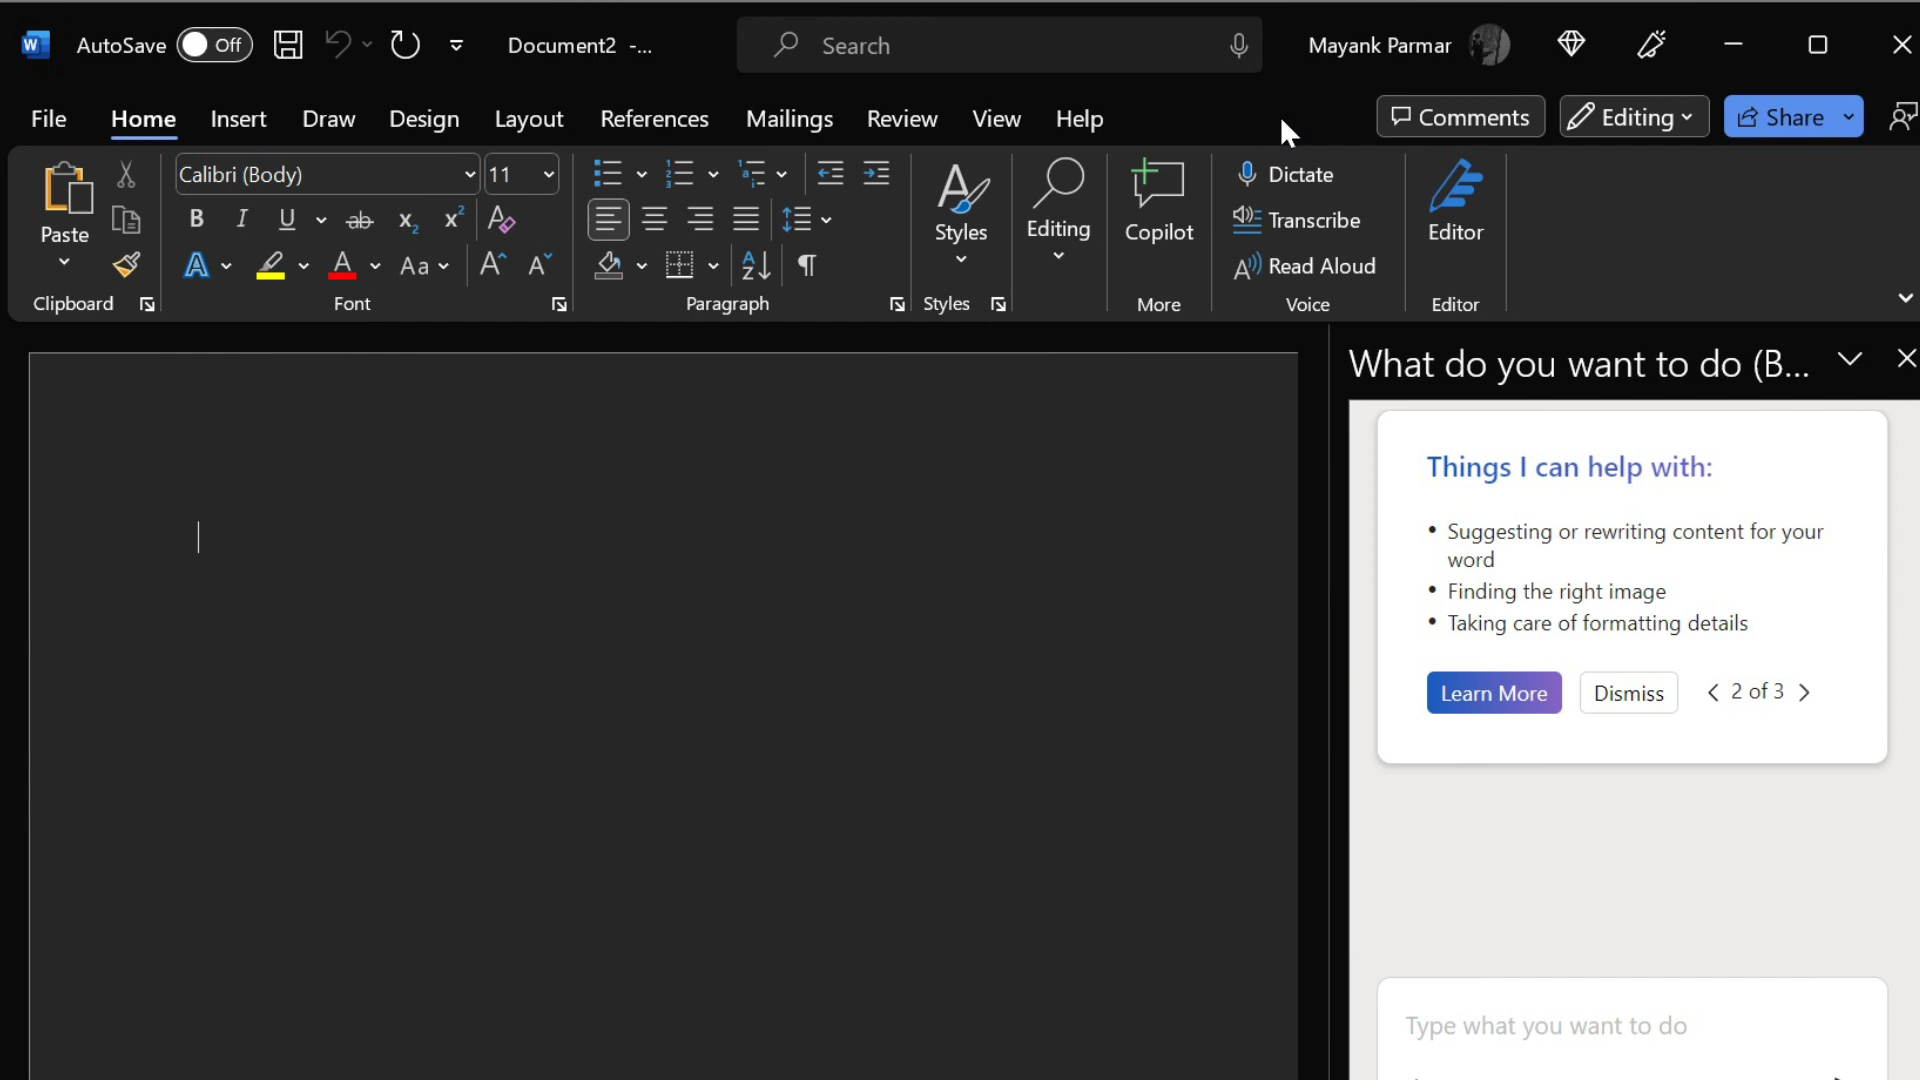 AutoSave Off Document2 -... Search Mayank Parmar
File Home Insert Draw Design Layout References Mailings Review View Help Comments Editing Share
Calibri (Body) 11
Paste
Styles Editing Copilot
Dictate
Transcribe
Read Aloud
Editor
Clipboard Font Paragraph Styles More Voice Editor
What do you want to do (B...
Things I can help with:
• Suggesting or rewriting content for your
word
• Finding the right image
• Taking care of formatting details
Learn More Dismiss 2 of 3
Type what you want to do